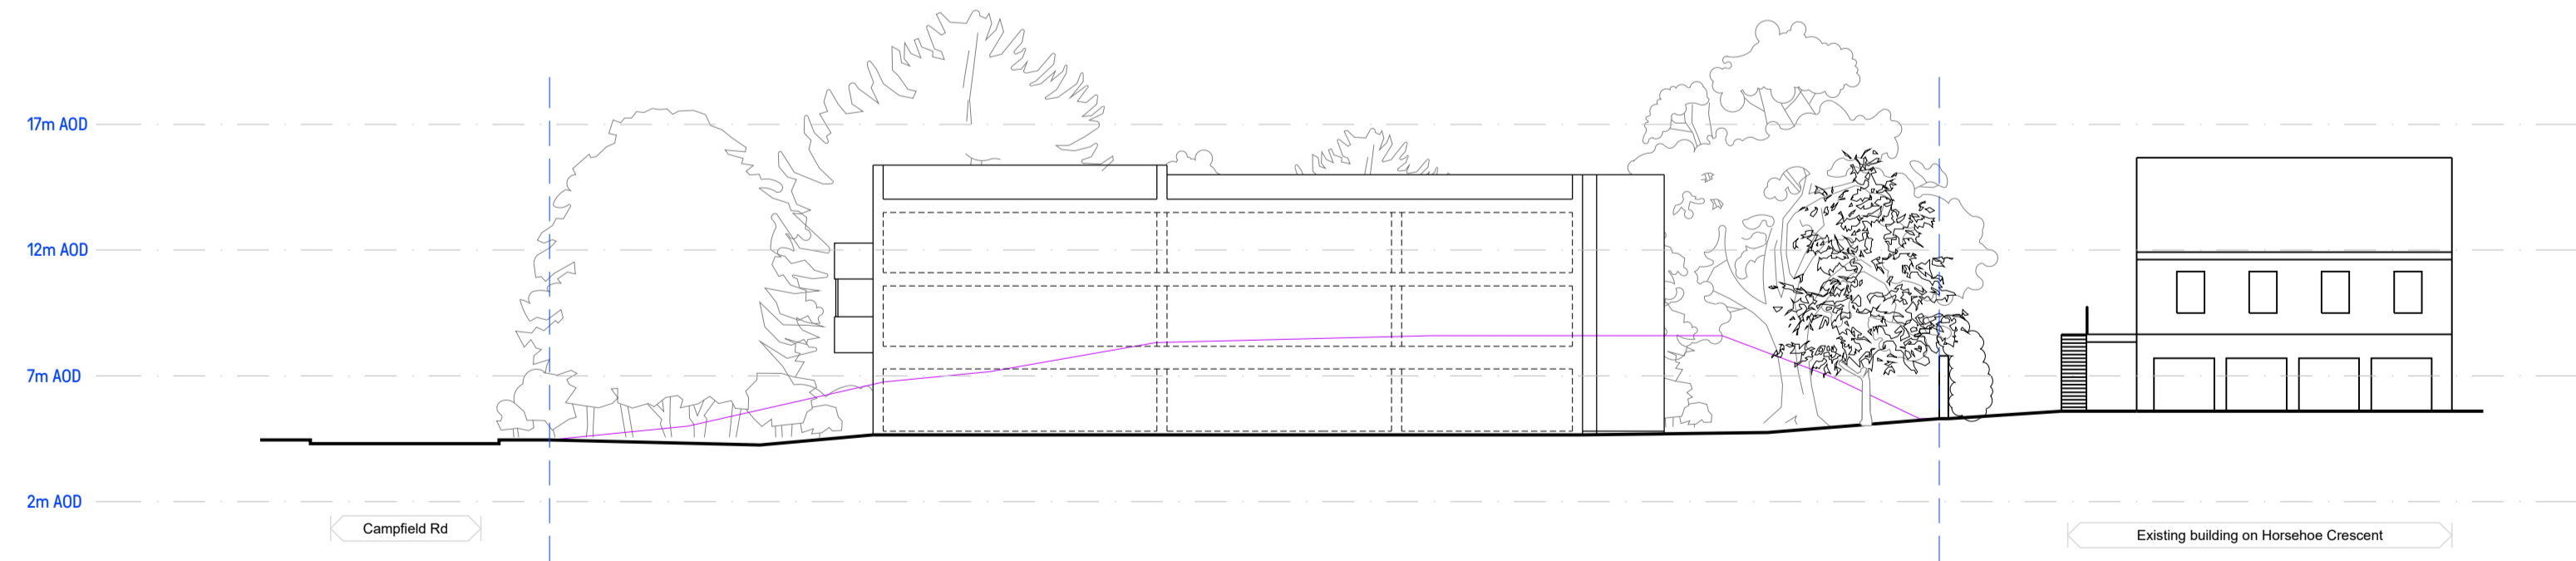 17m AOD
12m AOD
7m AOD
2m AOD
Campfield Rd
Existing building on Horsehoe Crescent